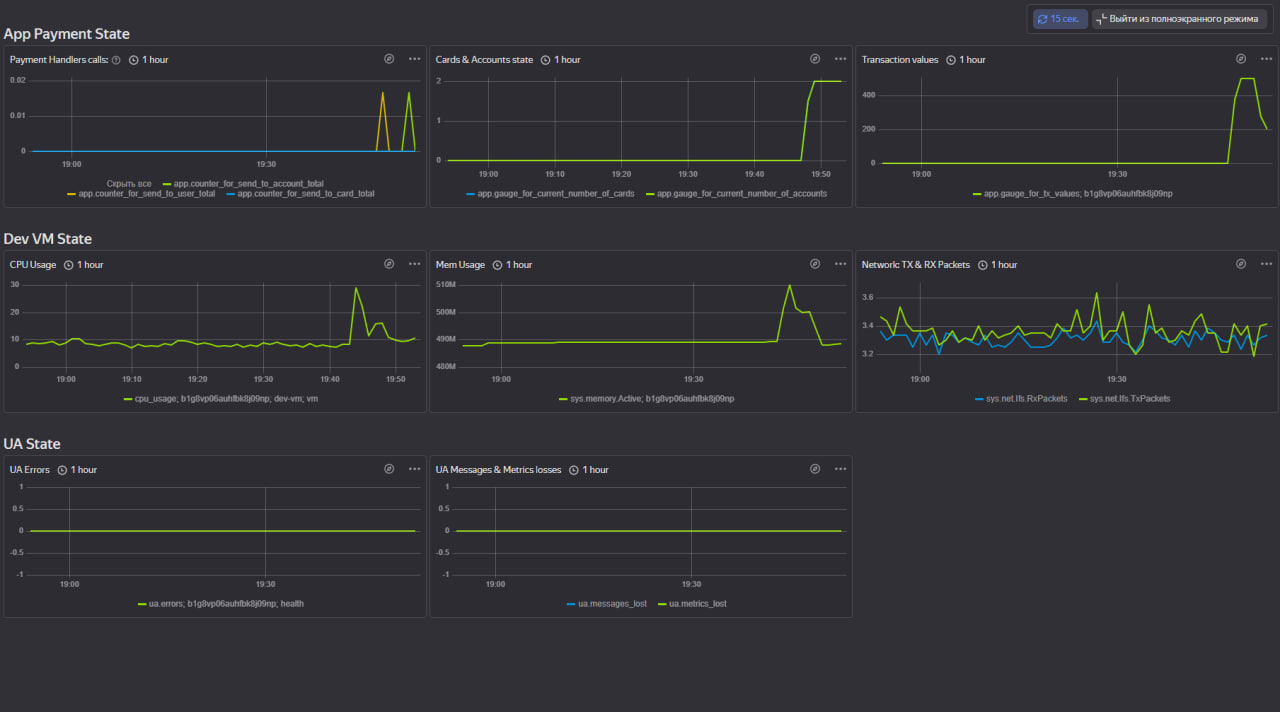 15 сек. Выйти из полноэкранного режима
App Payment State
Payment Handlers calls: 1 hour
0.02
0.01
0
19:00 19:30
Скрыть все app.counter_for_send_to_account_total
app.counter_for_send_to_user_total app.counter_for_send_to_card_total
Cards & Accounts state 1 hour
2
1
0
19:00 19:10 19:20 19:30 19:40 19:50
app.gauge_for_current_number_of_cards app.gauge_for_current_number_of_accounts
Transaction values 1 hour
400
200
0
19:00 19:30
app.gauge_for_tx_values; b1g8vp06auhfbk8j09np
Dev VM State
CPU Usage 1 hour
30
20
10
0
19:00 19:10 19:20 19:30 19:40 19:50
cpu_usage; b1g8vp06auhfbk8j09np; dev-vm; vm
Mem Usage 1 hour
510M
500M
490M
480M
19:00 19:30
sys.memory.Active; b1g8vp06auhfbk8j09np
Network: TX & RX Packets 1 hour
3.6
3.4
3.2
19:00 19:30
sys.net.Ifs.RxPackets sys.net.Ifs.TxPackets
UA State
UA Errors 1 hour
1
0.5
0
-0.5
-1
19:00 19:30
ua.errors; b1g8vp06auhfbk8j09np; health
UA Messages & Metrics losses 1 hour
1
0.5
0
-0.5
-1
19:00 19:30
ua.messages_lost ua.metrics_lost